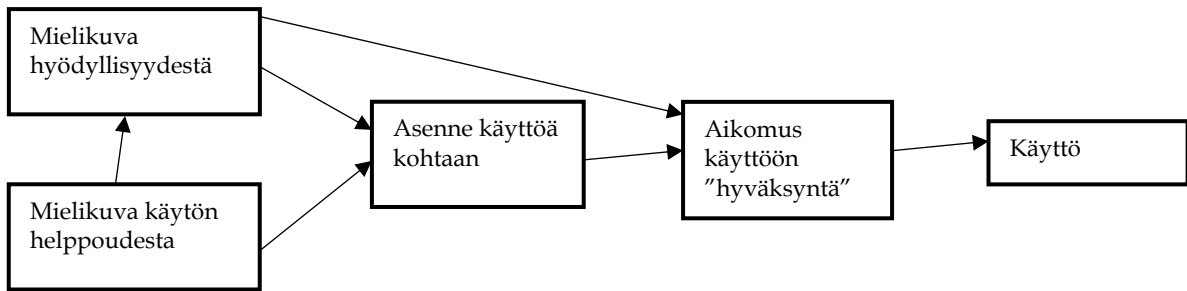 Mielikuva
hyödyllisyydestä
Mielikuva käytön
helppoudesta
Asenne käyttöä
kohtaan
Aikomus
käyttöön
”hyväksyntä”
Käyttö